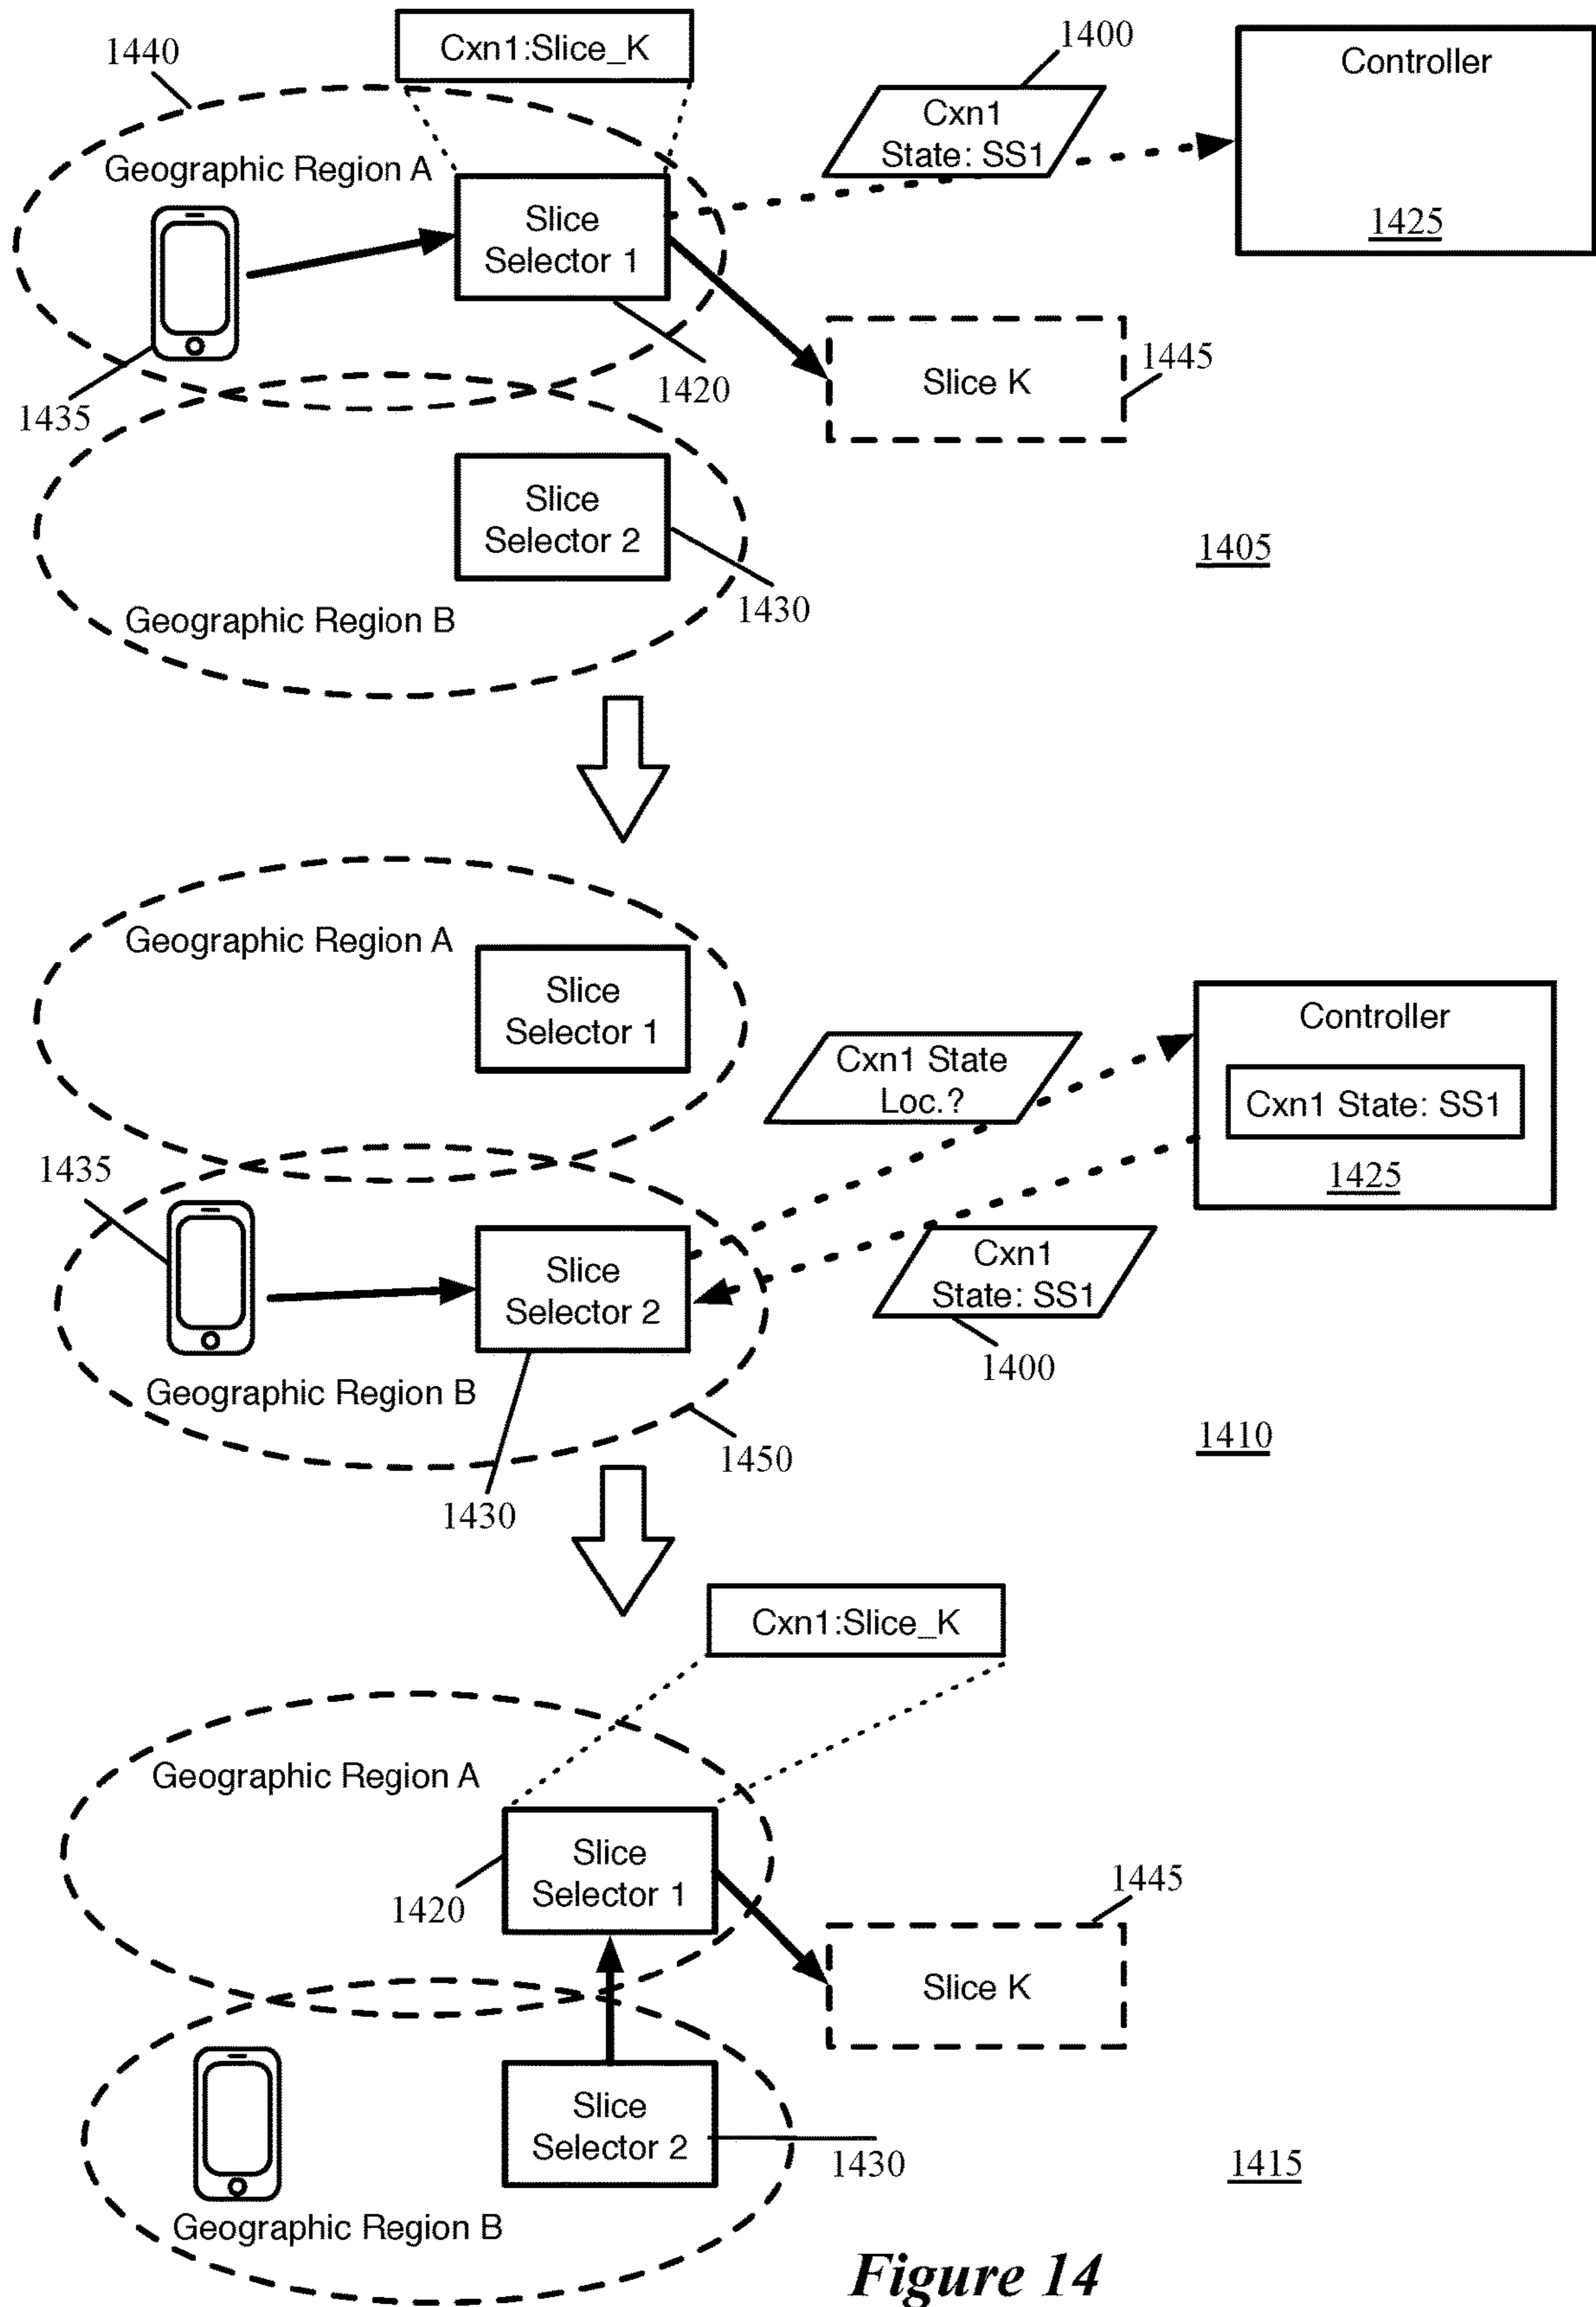 1440
Cxn1:Slice_K
1400
Cxn1
State: SS1
Controller
1425
Geographic Region A
Slice
Selector 1
1435
1420
Slice K
1445
Slice
Selector 2
1430
Geographic Region B
1405
Geographic Region A
Slice
Selector 1
Cxn1 State
Loc.?
Controller
Cxn1 State: SS1
1425
1435
Slice
Selector 2
Cxn1
State: SS1
1400
Geographic Region B
1450
1430
1410
Cxn1:Slice_K
Geographic Region A
Slice
Selector 1
1420
1445
Slice K
Slice
Selector 2
1430
Geographic Region B
1415
Figure 14